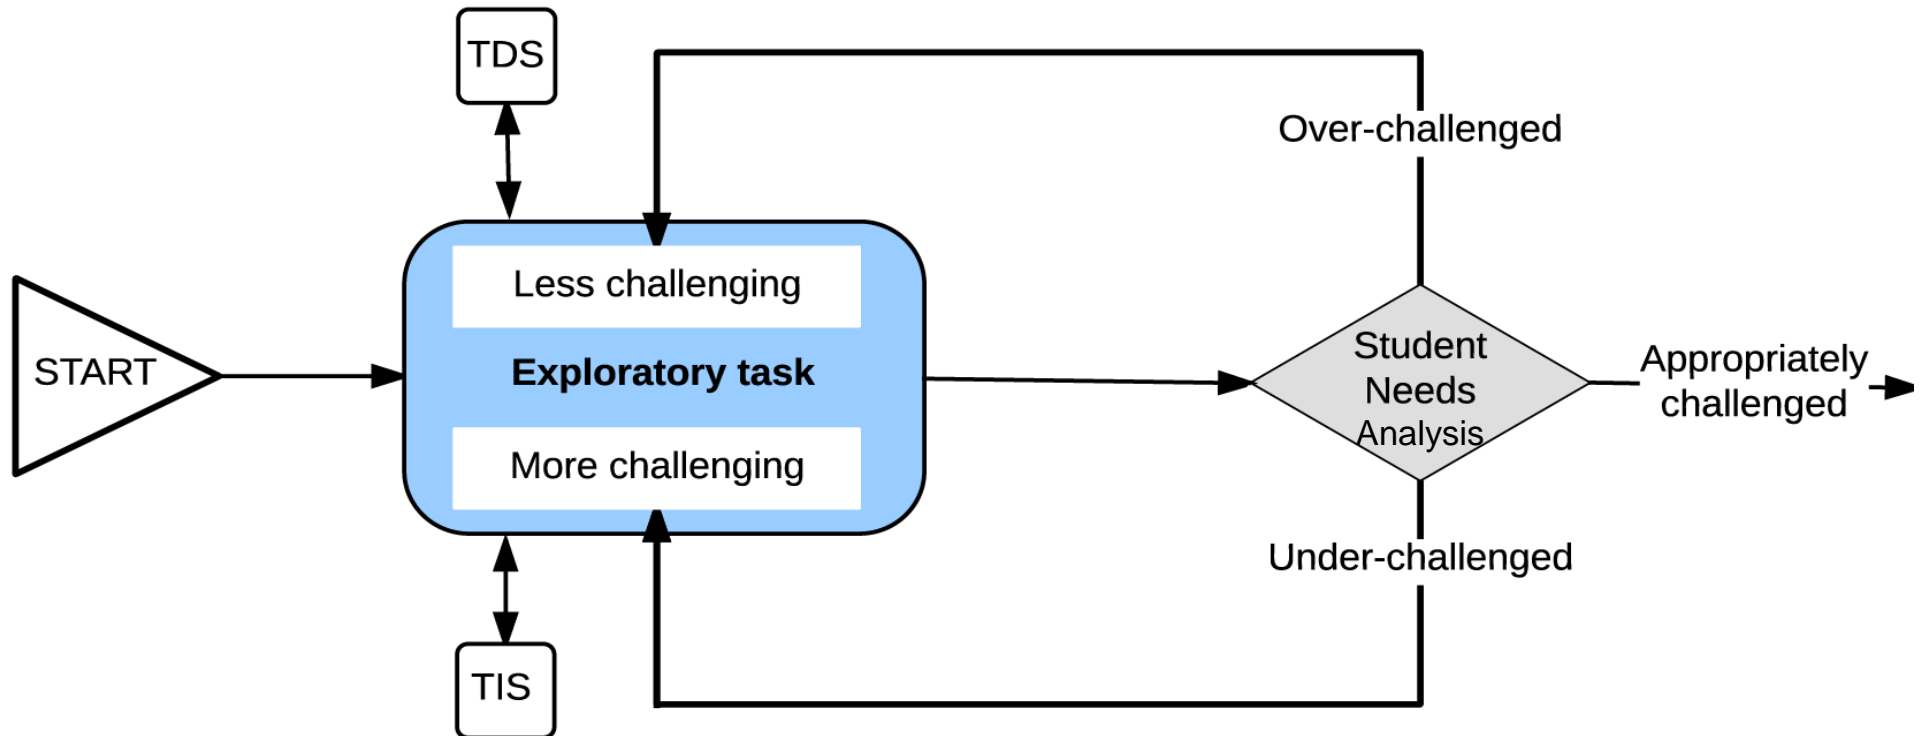 TDS
Over-challenged
Less challenging
START
Exploratory task
Student
Needs
Analysis
Appropriately
challenged
More challenging
Under-challenged
TIS